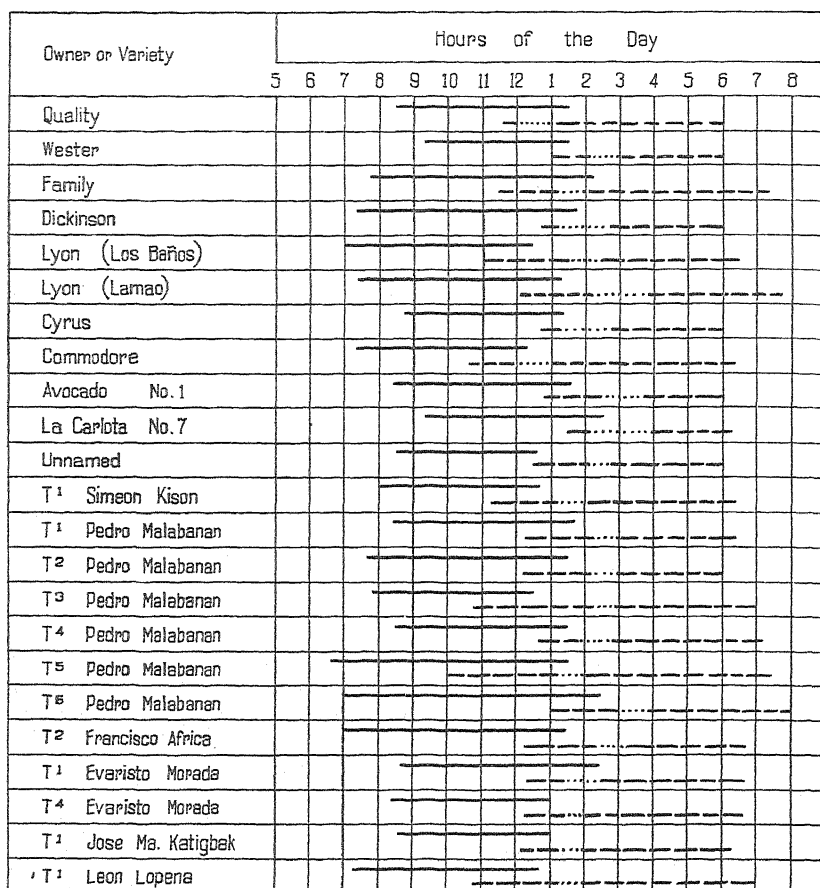 Owner or Variety
Hours of the Day
5 6 7 8 9 10 11 12 1 2 3 4 5 6 7 8
Quality
Wester
Family
Dickinson
Lyon (Los Baños)
Lyon (Lamao)
Cyrus
Commodore
Avocado No.1
La Carlota No.7
Unnamed
T1 Simeon Kison
T1 Pedro Malabanan
T2 Pedro Malabanan
T3 Pedro Malabanan
T4 Pedro Malabanan
T5 Pedro Malabanan
T6 Pedro Malabanan
T2 Francisco Africa
T1 Evaristo Morada
T4 Evaristo Morada
T1 Jose Ma. Katigbak
T1 Leon Lopena